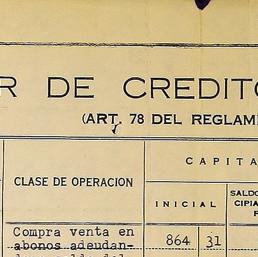 R DE CREDITO
(ART. 78 DEL REGLAM
CLASE DE OPERACION
CAPITA
INICIAL
SALDO
CIPIA
Compra venta en 864 31
abonos adeudan-